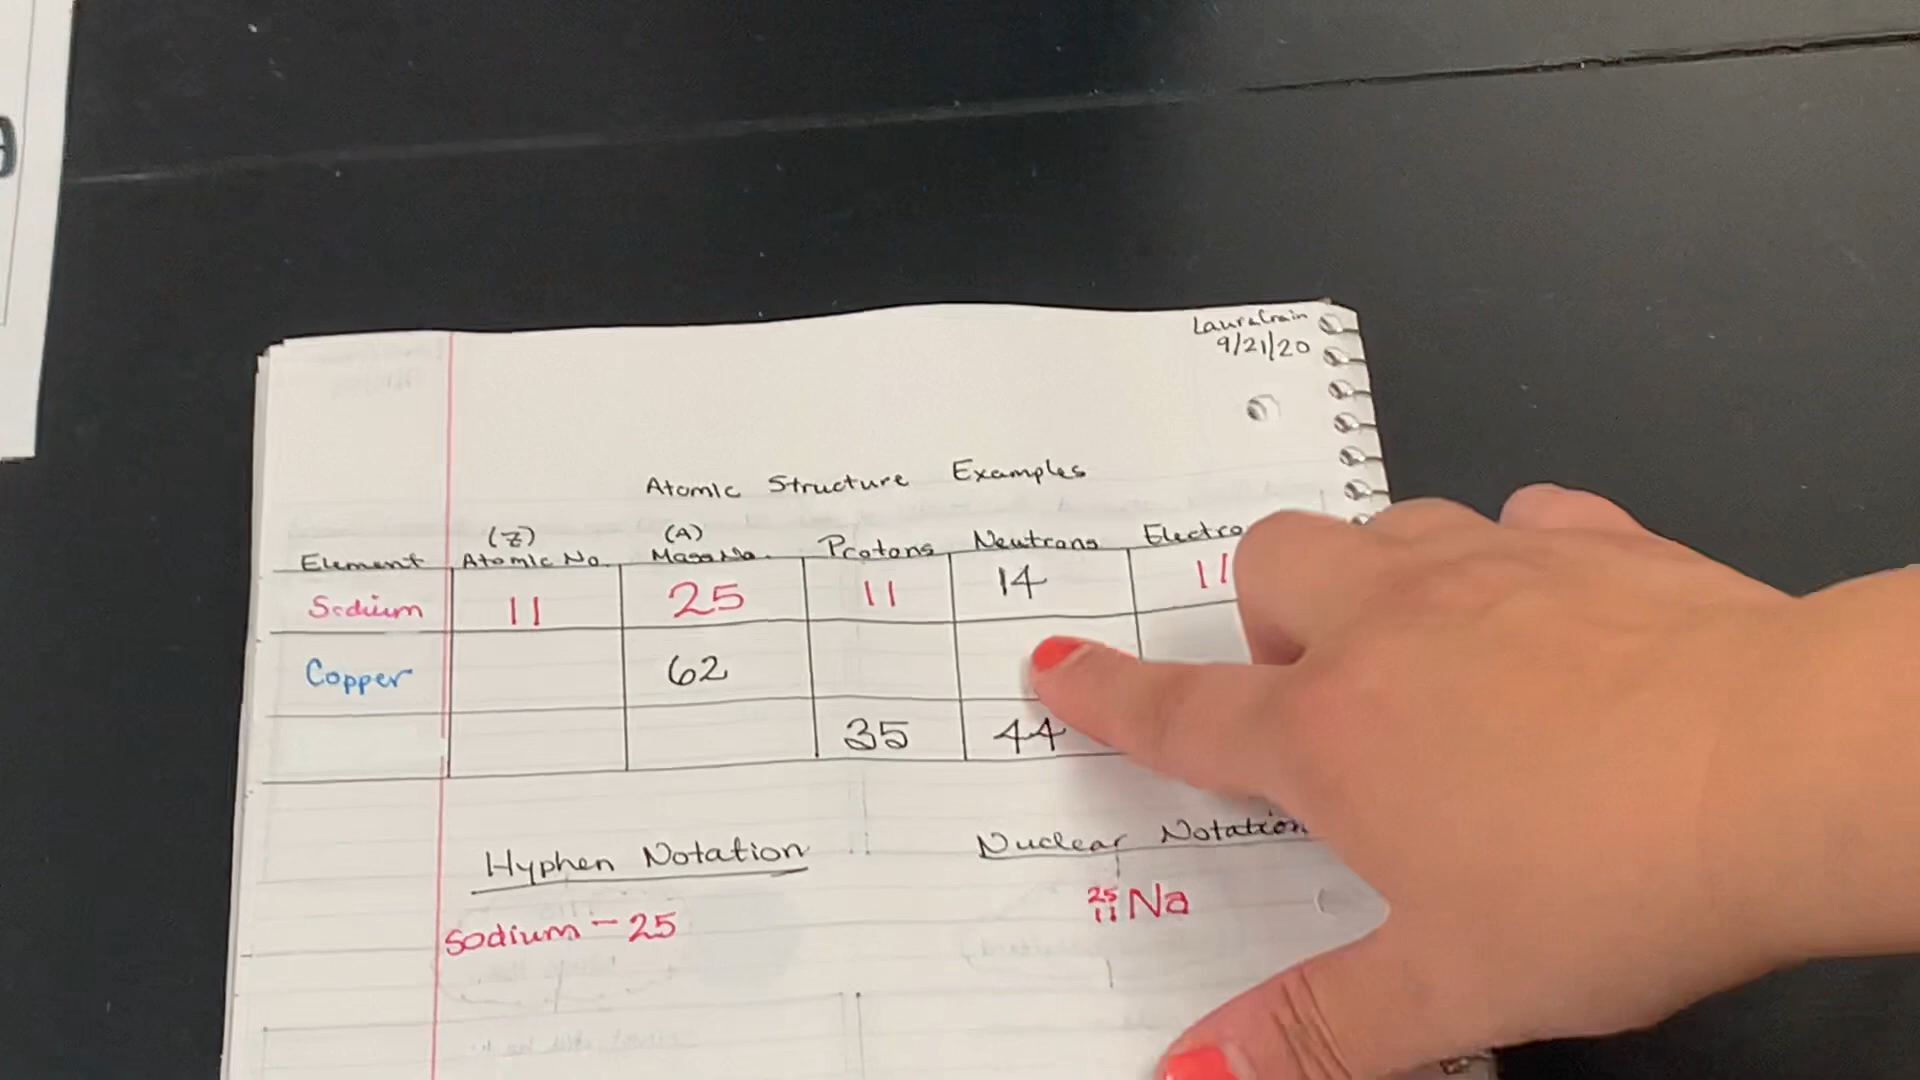 Laura Crain
9/21/20
Atomic Structure Examples
(Z) (A)
Element Atomic No. Mass No. Protons Neutrons Electro
Sodium 11 25 11 14 11
Copper 62
35 44
Hyphen Notation Nuclear Notation
Sodium - 25
25
11 Na